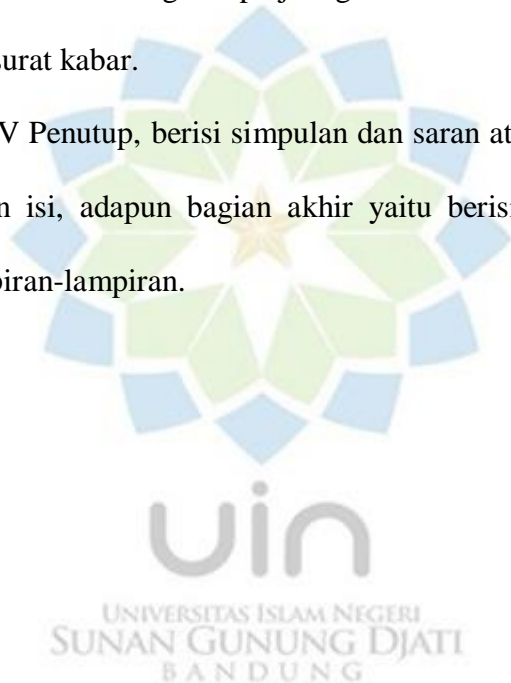 surat kabar.
V Penutup, berisi simpulan dan saran at
n isi, adapun bagian akhir yaitu berisi
piran-lampiran.
uin
UNIVERSITAS ISLAM NEGERI
SUNAN GUNUNG DJATI
BANDUNG